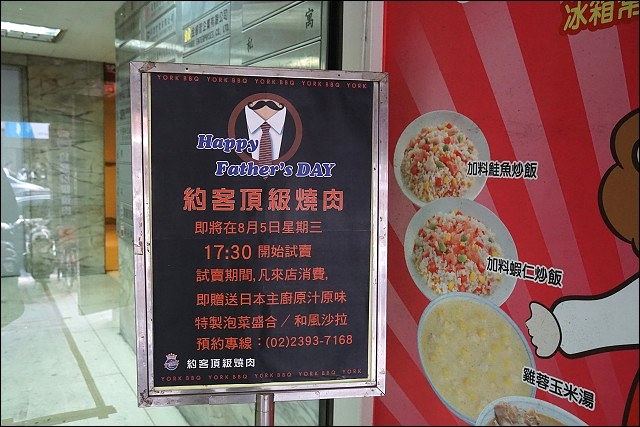 冰箱常
寓
私
YORK BBQ YORK BBQ YORK BBQ YORK BBQ YORK
Happy
Father's DAY
約客頂級燒肉
即將在8月5日星期三
17:30 開始試賣
試賣期間,凡來店消費,
即贈送日本主廚原汁原味
特製泡菜盛合/和風沙拉
預約專線:(02)2393-7168
約客頂級燒肉
YORK BBQ YORK BBQ YORK BBQ YORK BBQ YORK
加料鮭魚炒飯
加料蝦仁炒飯
雞蓉玉米湯